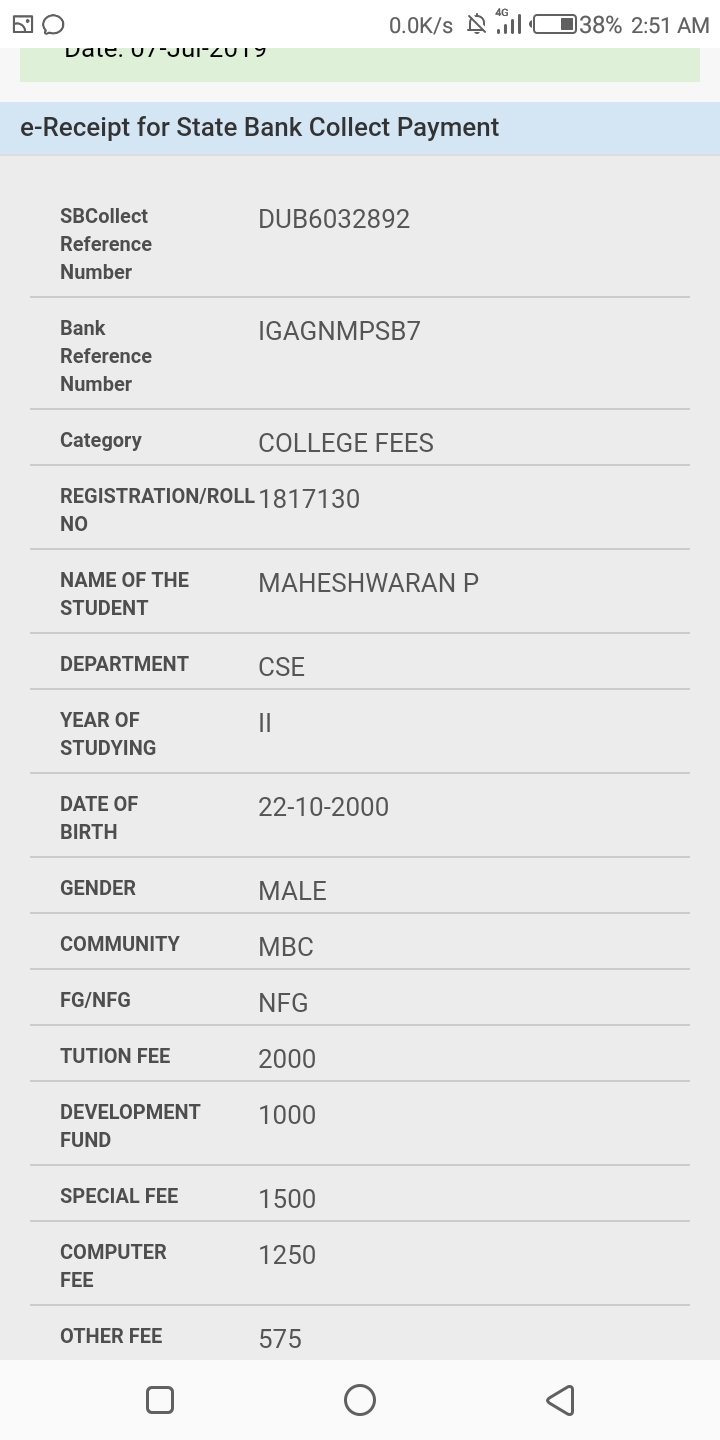 0.0K/s 4G 38% 2:51 AM
Date: 07-Jul-2019
e-Receipt for State Bank Collect Payment
SBCollect
Reference
Number
DUB6032892
Bank
Reference
Number
IGAGNMPSB7
Category
COLLEGE FEES
REGISTRATION/ROLL
NO
1817130
NAME OF THE
STUDENT
MAHESHWARAN P
DEPARTMENT
CSE
YEAR OF
STUDYING
II
DATE OF
BIRTH
22-10-2000
GENDER
MALE
COMMUNITY
MBC
FG/NFG
NFG
TUTION FEE
2000
DEVELOPMENT
FUND
1000
SPECIAL FEE
1500
COMPUTER
FEE
1250
OTHER FEE
575